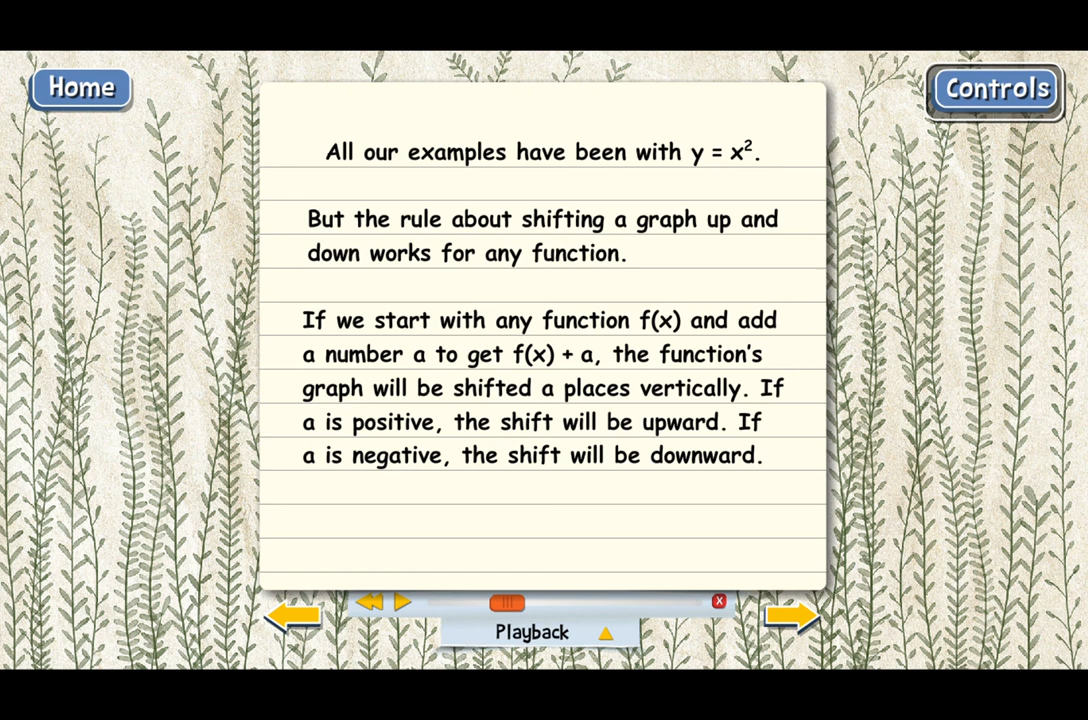 Home
Controls
All our examples have been with y = x².
But the rule about shifting a graph up and
down works for any function.
If we start with any function f(x) and add
a number a to get f(x) + a, the function's
graph will be shifted a places vertically. If
a is positive, the shift will be upward. If
a is negative, the shift will be downward.
X
Playback